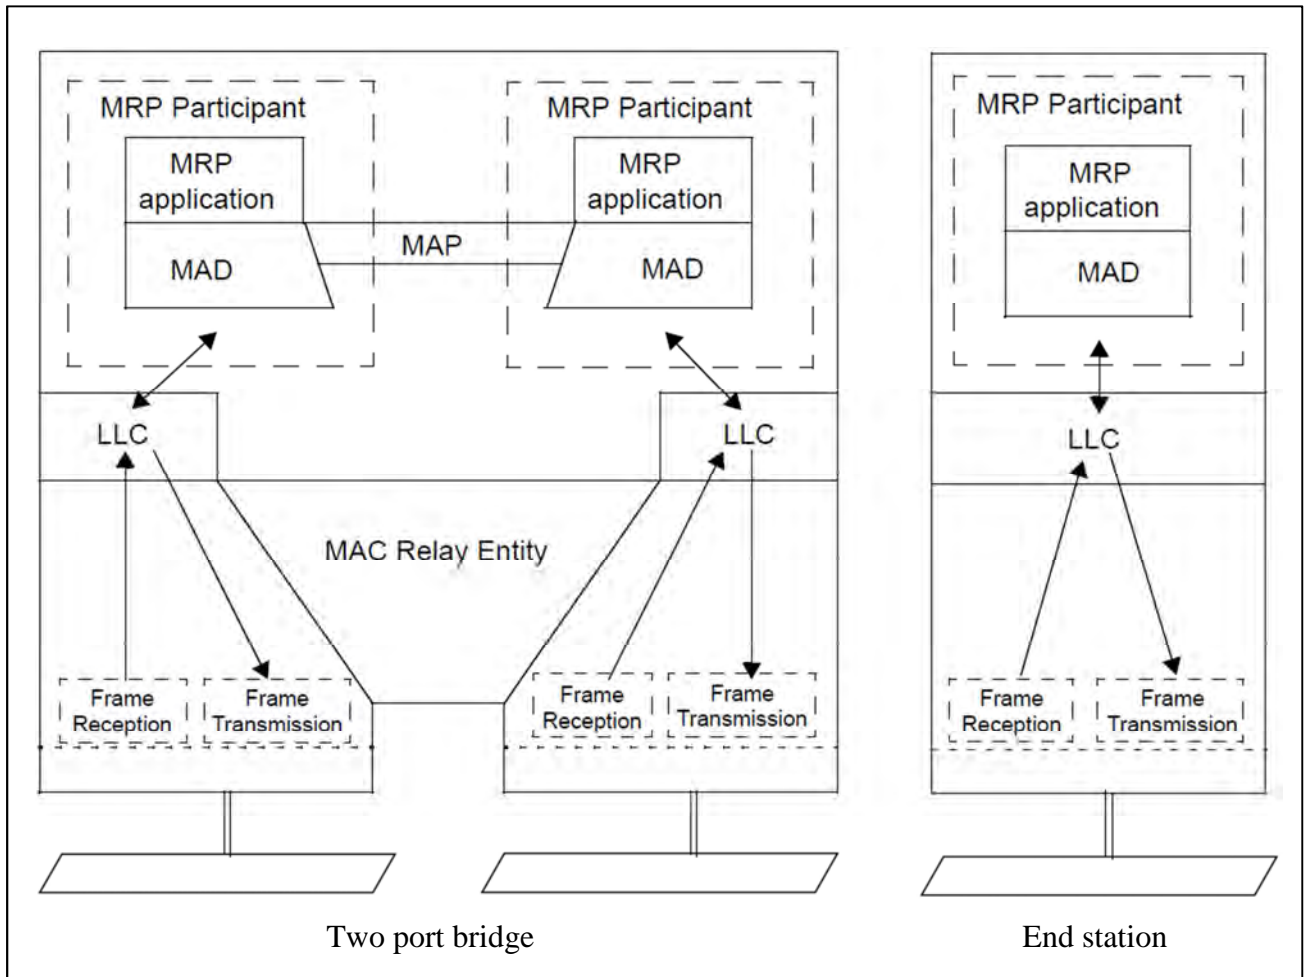 MRP Participant
MRP
application
MAD
MAP
MRP Participant
MRP
application
MAD
LLC
LLC
MAC Relay Entity
Frame
Reception
Frame
Transmission
Frame
Reception
Frame
Transmission
Two port bridge
MRP Participant
MRP
application
MAD
LLC
Frame
Reception
Frame
Transmission
End station